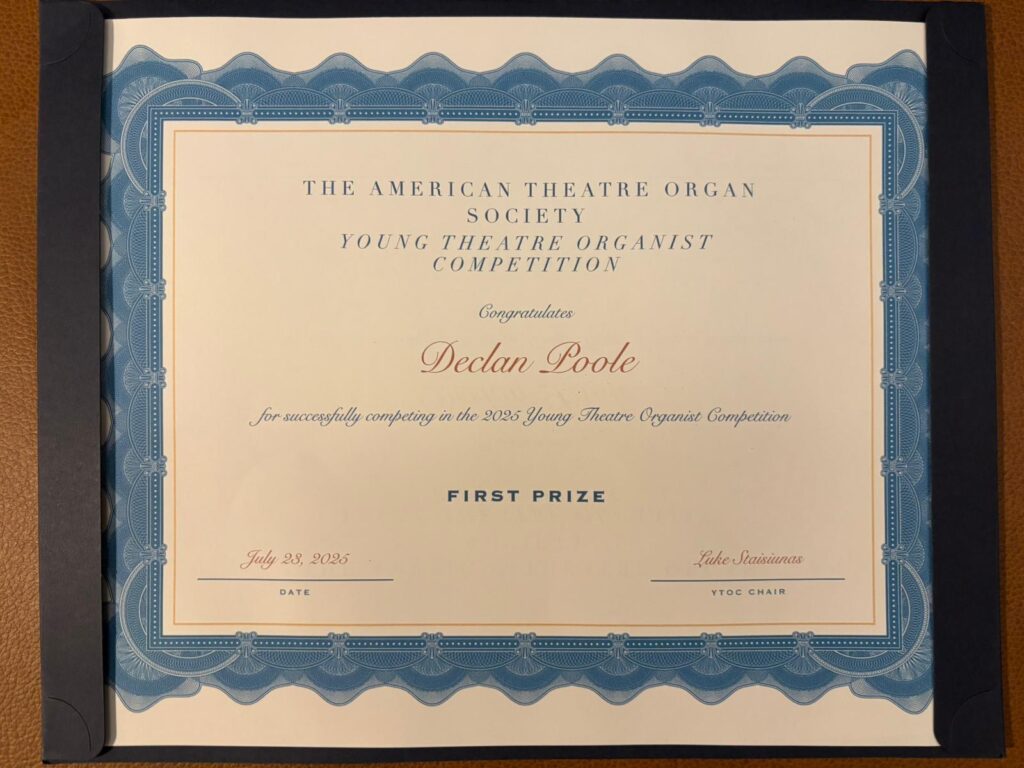 THE AMERICAN THEATRE ORGAN
SOCIETY
YOUNG THEATRE ORGANIST
COMPETITION
Congratulates
Declan Poole
for successfully competing in the 2025 Young Theatre Organist Competition
FIRST PRIZE
July 23, 2025
Luke Staisiunas
DATE
YTOC CHAIR